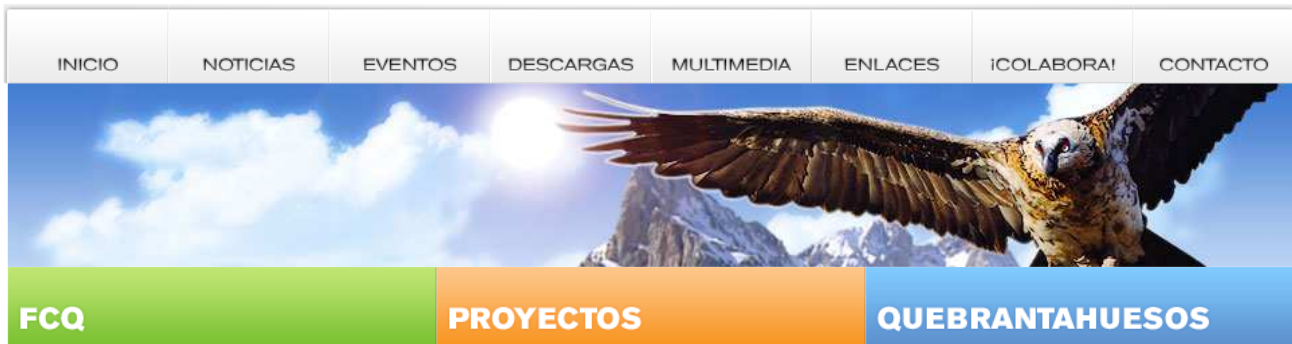 INICIO NOTICIAS EVENTOS DESCARGAS MULTIMEDIA ENLACES ¡COLABORA! CONTACTO
FCQ PROYECTOS QUEBRANTAHUESOS